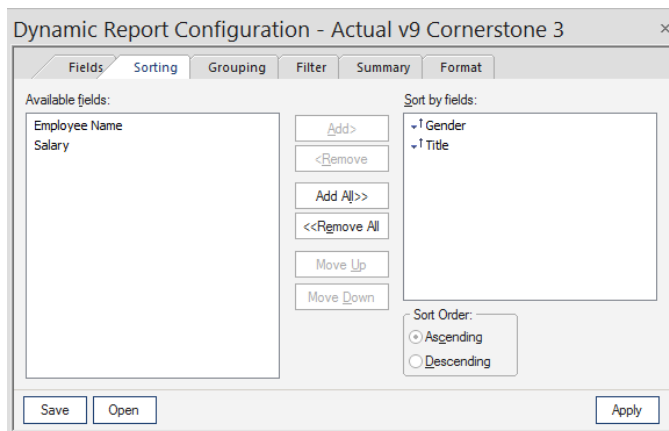 Dynamic Report Configuration - Actual v9 Cornerstone 3
Fields Sorting Grouping Filter Summary Format
Available fields:
Employee Name
Salary
Add>
<Remove
Add All>>
<<Remove All
Move Up
Move Down
Sort by fields:
Gender
Title
Sort Order:
Ascending
Descending
Save Open Apply